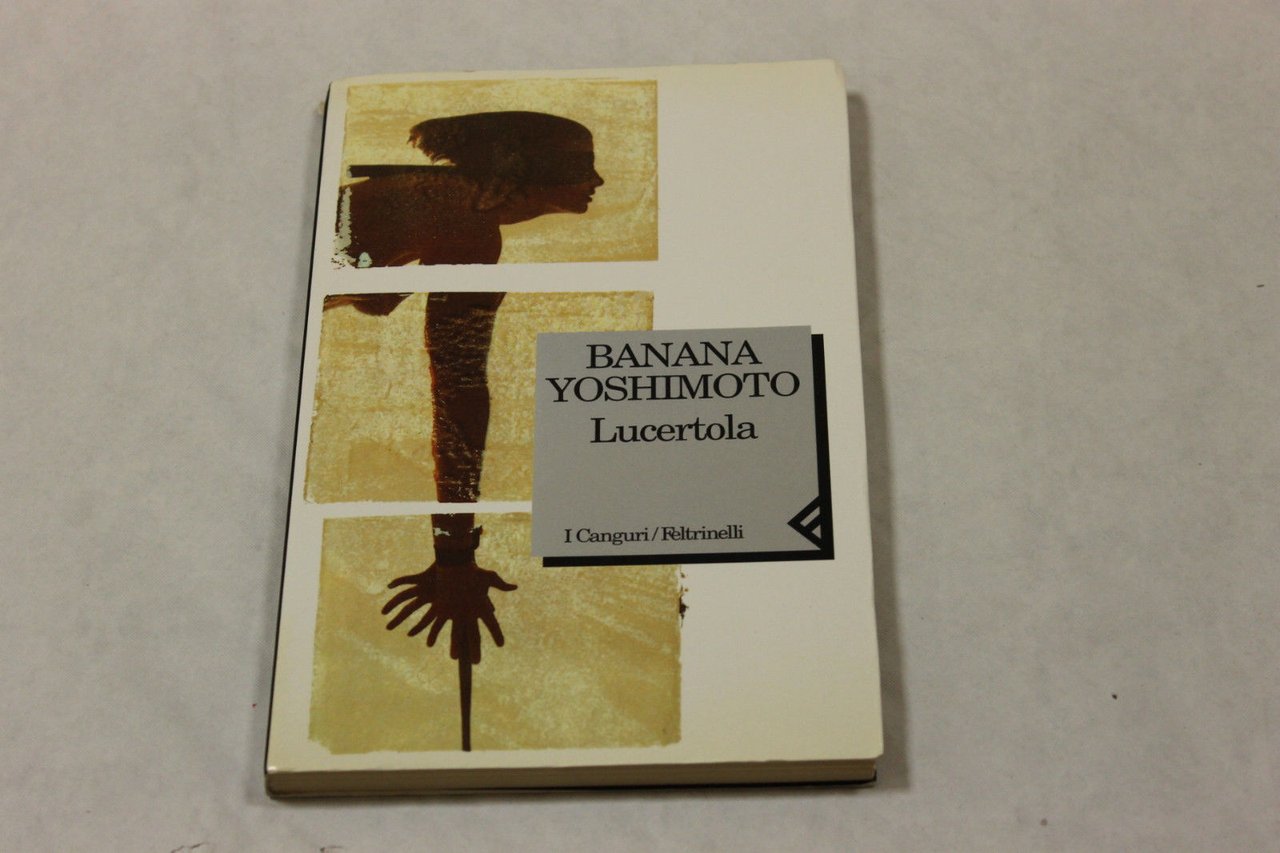 BANANA
YOSHIMOTO
Lucertola
I Canguri/Feltrinelli